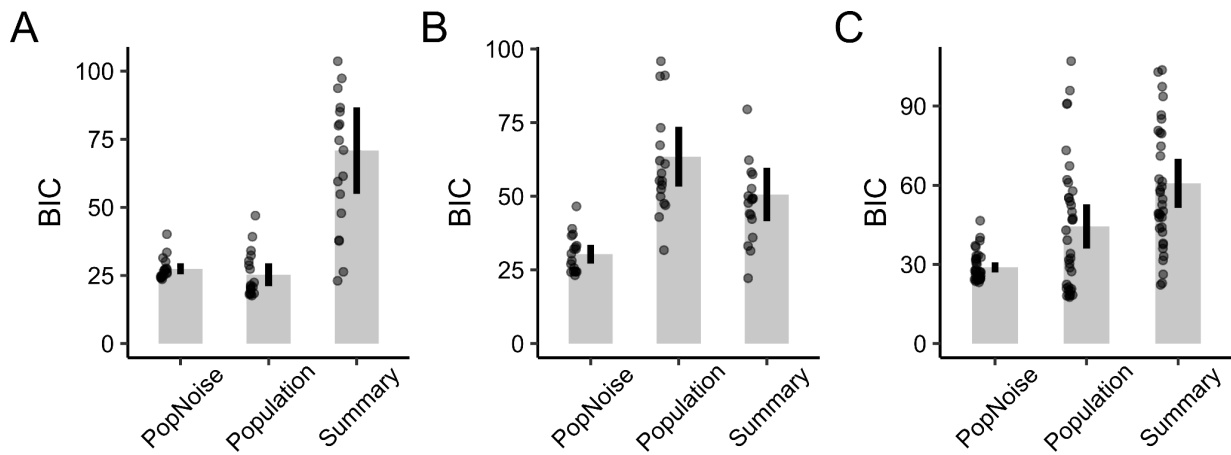 A
BIC
100
75
50
25
0
PopNoise
Population
Summary
B
BIC
100
75
50
25
0
PopNoise
Population
Summary
C
BIC
90
60
30
0
PopNoise
Population
Summary